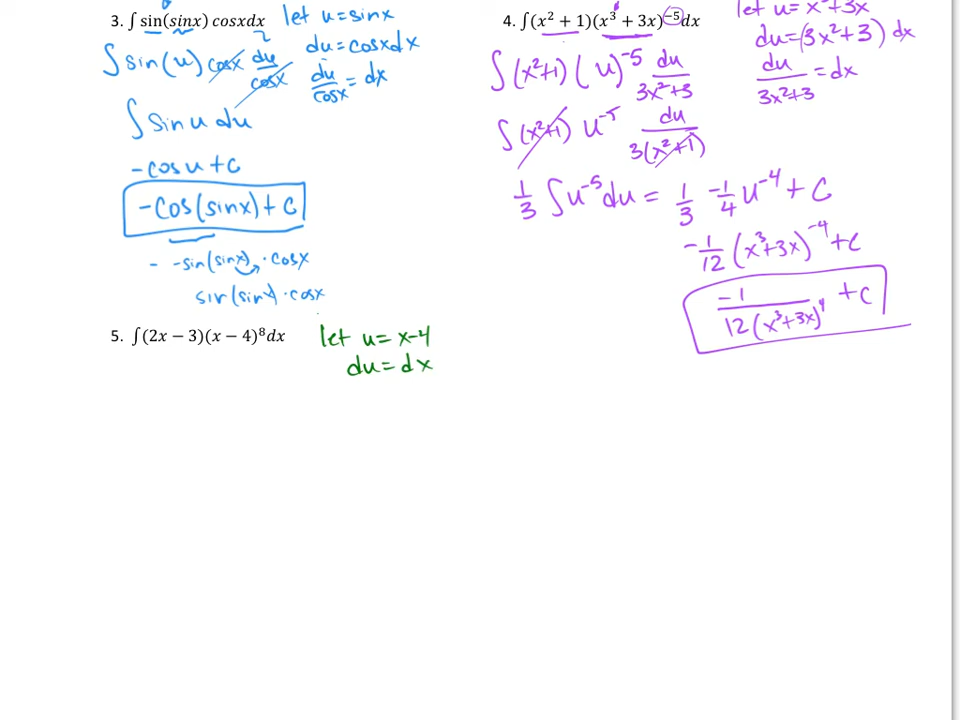 3. ∫ sin(sinx) cosxdx
let u = sinx
du = cosxdx
du/cosx = dx
∫ sin(u) cosx du/cosx
∫ sin u du
-cosu + c
-cos(sinx) + c
- -sin(sinx) · cosx
sin(sinx) · cosx
4. ∫(x² + 1)(x³ + 3x)⁻⁵dx
let u = x³+3x
du = (3x²+3) dx
du/3x²+3 = dx
∫ (x²+1) (u)⁻⁵ du/3x²+3
∫ (x²+1) u⁻⁵ du/3(x²+1)
1/3 ∫ u⁻⁵ du = 1/3 -1/4 u⁻⁴ + C
-1/12 (x³+3x)⁻⁴ + c
-1/12(x³+3x)⁴ + c
5. ∫(2x − 3)(x − 4)⁸dx
let u = x-4
du = dx